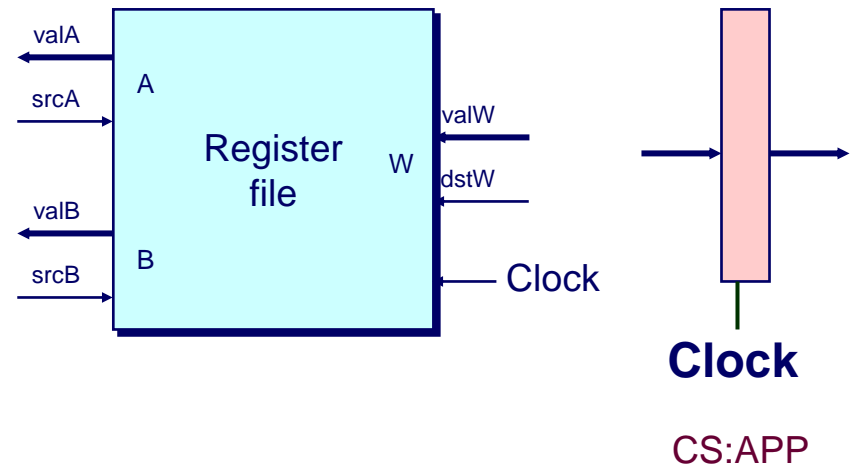 valA
srcA
A
Register
file
valW
W
dstW
valB
srcB
B
Clock
Clock
CS:APP